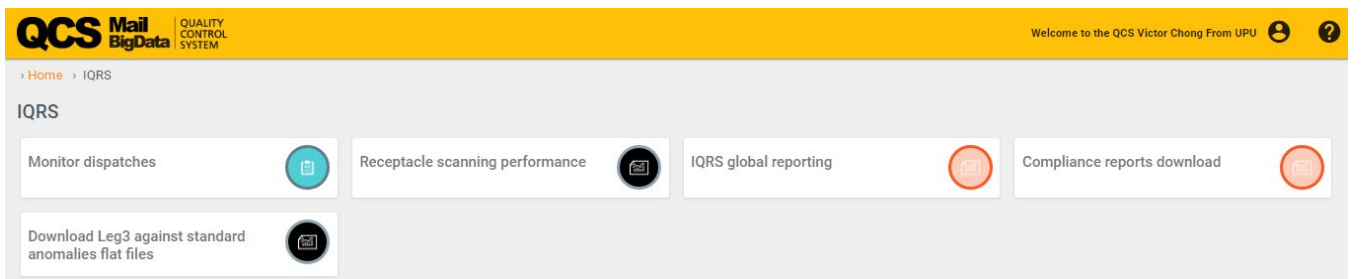 QCS Mail BigData QUALITY CONTROL SYSTEM
Welcome to the QCS Victor Chong From UPU
› Home › IQRS
IQRS
Monitor dispatches
Receptacle scanning performance
IQRS global reporting
Compliance reports download
Download Leg3 against standard
anomalies flat files